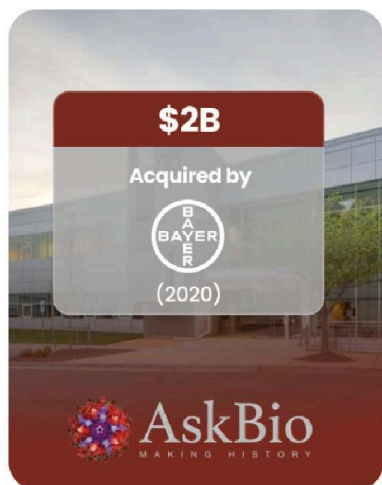 $2B
Acquired by
BAYER
BAYER
(2020)
AskBio
MAKING HISTORY